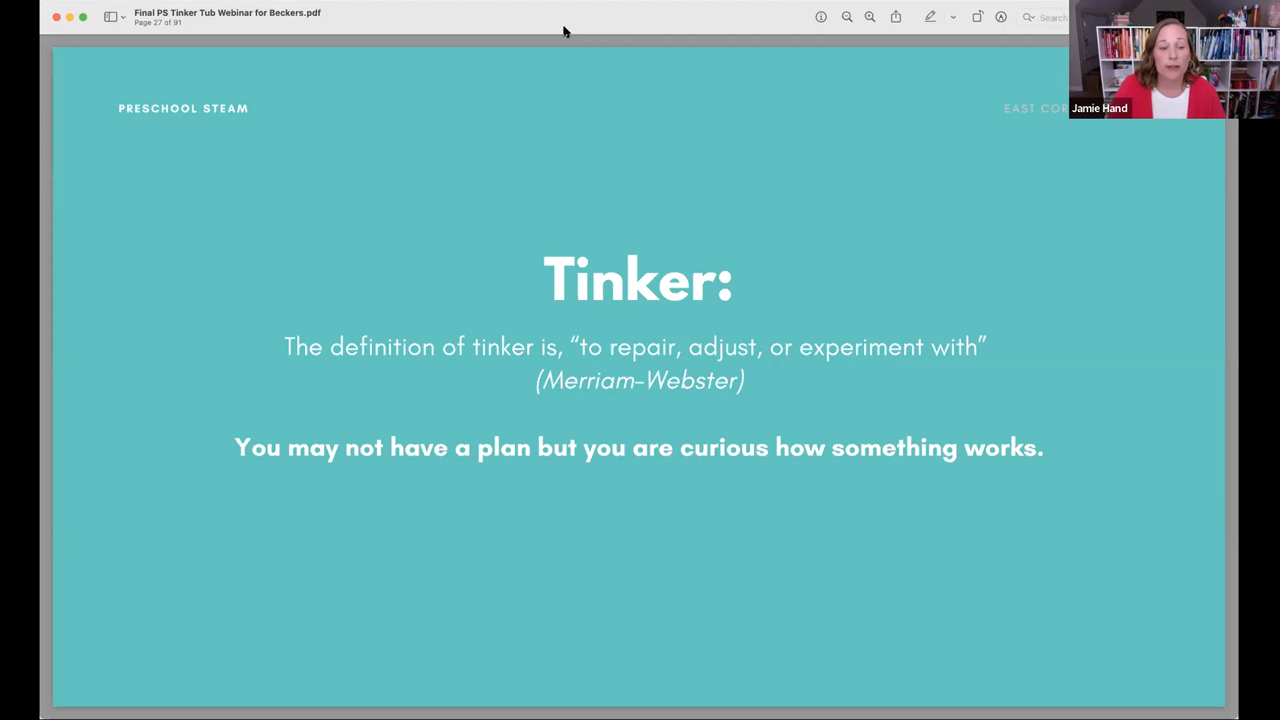 Final PS Tinker Tub Webinar for Beckers.pdf
Page 27 of 91
Search
Jamie Hand
PRESCHOOL STEAM
EAST
Tinker:
The definition of tinker is, “to repair, adjust, or experiment with”
(Merriam-Webster)
You may not have a plan but you are curious how something works.